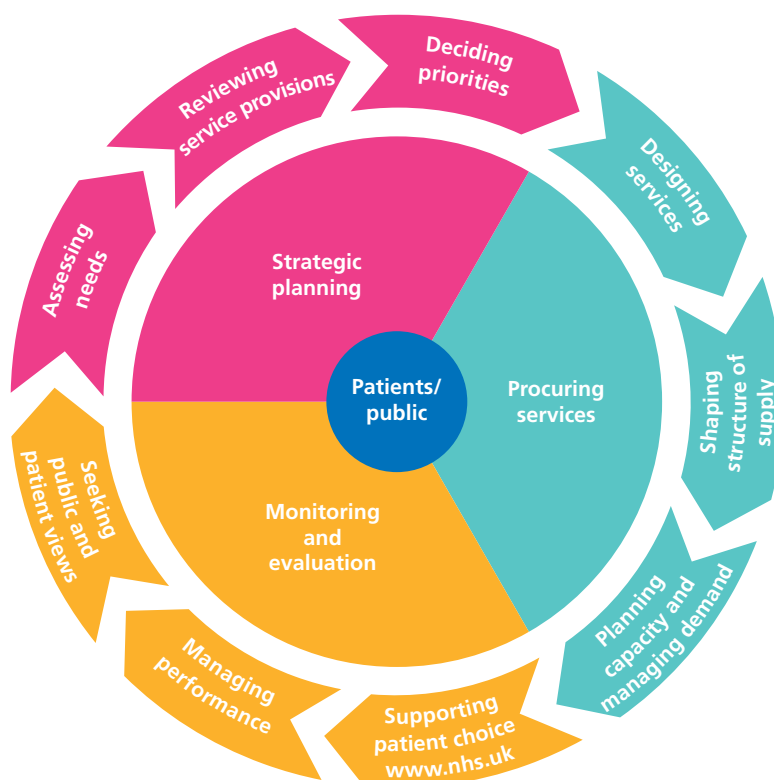 Deciding
priorities
Designing
services
Shaping
structure of
supply
Planning
capacity and
managing demand
Supporting
patient choice
www.nhs.uk
Managing
performance
Seeking
public and
patient views
Assessing
needs
Reviewing
service provisions
Strategic
planning
Procuring
services
Monitoring
and
evaluation
Patients/
public